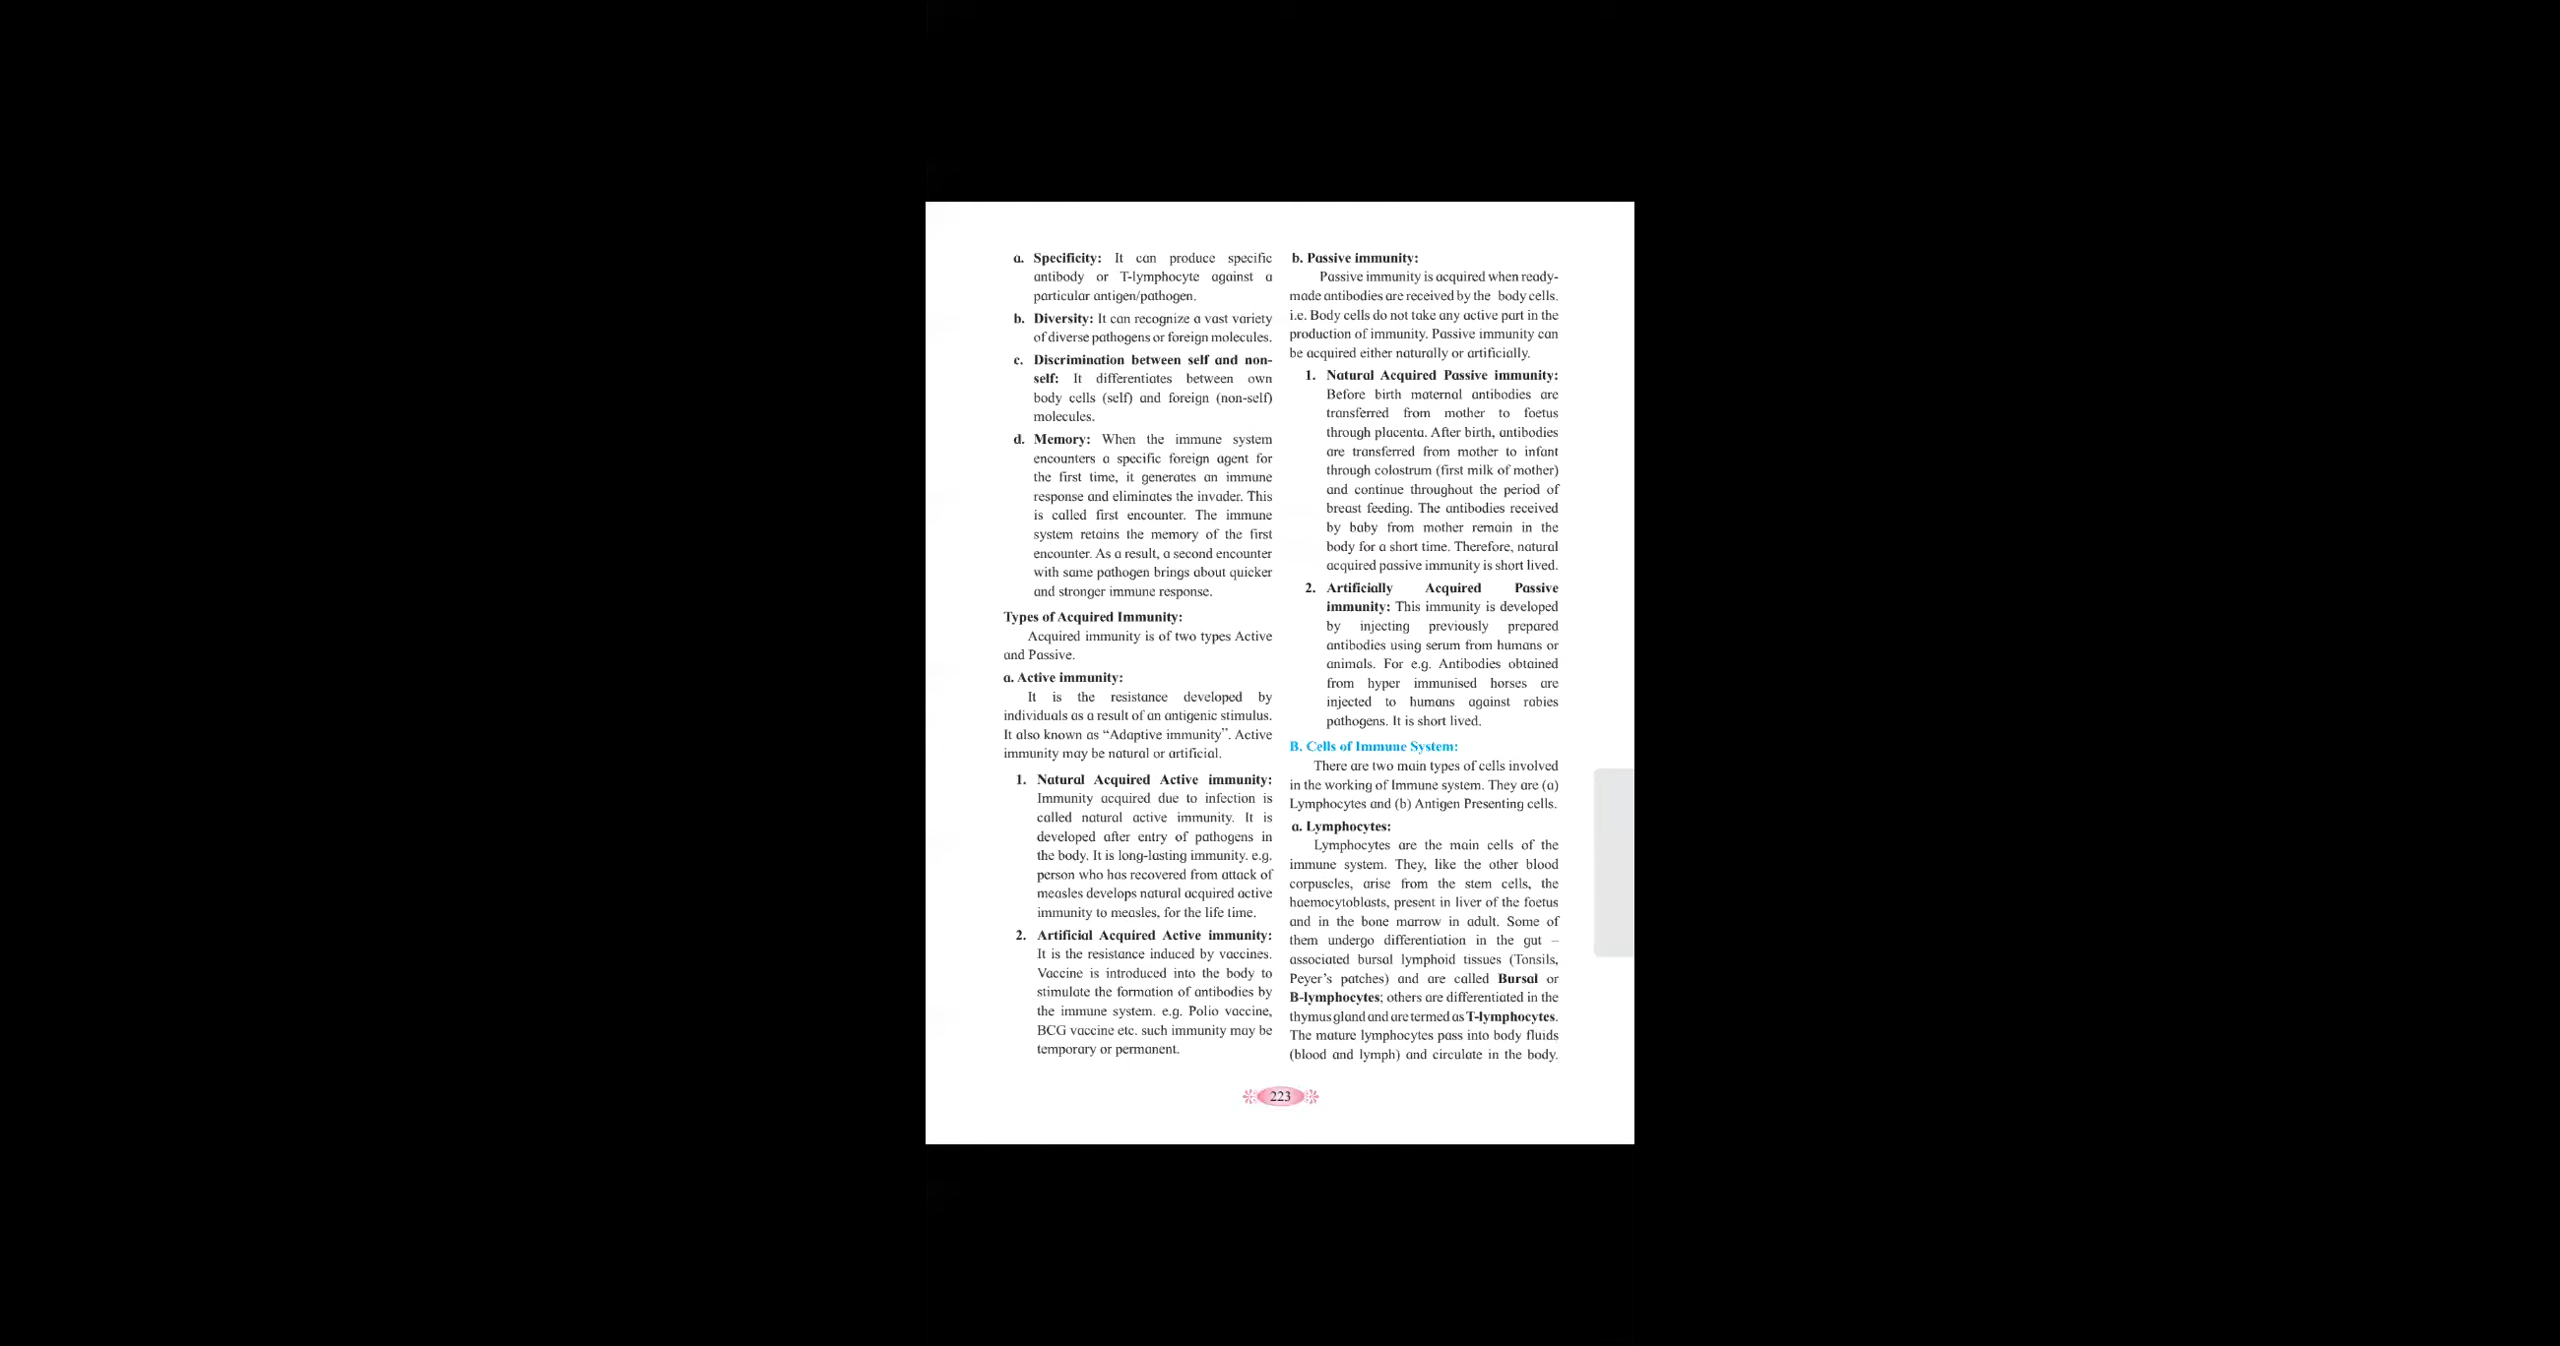 a. Specificity: It can produce specific
antibody or T-lymphocyte against a
particular antigen/pathogen.
b. Diversity: It can recognize a vast variety
of diverse pathogens or foreign molecules.
c. Discrimination between self and non-
self: It differentiates between own
body cells (self) and foreign (non-self)
molecules.
d. Memory: When the immune system
encounters a specific foreign agent for
the first time, it generates an immune
response and eliminates the invader. This
is called first encounter. The immune
system retains the memory of the first
encounter. As a result, a second encounter
with same pathogen brings about quicker
and stronger immune response.
Types of Acquired Immunity:
Acquired immunity is of two types Active
and Passive.
a. Active immunity:
It is the resistance developed by
individuals as a result of an antigenic stimulus.
It also known as “Adaptive immunity”. Active
immunity may be natural or artificial.
1. Natural Acquired Active immunity:
Immunity acquired due to infection is
called natural active immunity. It is
developed after entry of pathogens in
the body. It is long-lasting immunity. e.g.
person who has recovered from attack of
measles develops natural acquired active
immunity to measles, for the life time.
2. Artificial Acquired Active immunity:
It is the resistance induced by vaccines.
Vaccine is introduced into the body to
stimulate the formation of antibodies by
the immune system. e.g. Polio vaccine,
BCG vaccine etc. such immunity may be
temporary or permanent.
b. Passive immunity:
Passive immunity is acquired when ready-
made antibodies are received by the body cells.
i.e. Body cells do not take any active part in the
production of immunity. Passive immunity can
be acquired either naturally or artificially.
1. Natural Acquired Passive immunity:
Before birth maternal antibodies are
transferred from mother to foetus
through placenta. After birth, antibodies
are transferred from mother to infant
through colostrum (first milk of mother)
and continue throughout the period of
breast feeding. The antibodies received
by baby from mother remain in the
body for a short time. Therefore, natural
acquired passive immunity is short lived.
2. Artificially Acquired Passive
immunity: This immunity is developed
by injecting previously prepared
antibodies using serum from humans or
animals. For e.g. Antibodies obtained
from hyper immunised horses are
injected to humans against rabies
pathogens. It is short lived.
B. Cells of Immune System:
There are two main types of cells involved
in the working of Immune system. They are (a)
Lymphocytes and (b) Antigen Presenting cells.
a. Lymphocytes:
Lymphocytes are the main cells of the
immune system. They, like the other blood
corpuscles, arise from the stem cells, the
haemocytoblasts, present in liver of the foetus
and in the bone marrow in adult. Some of
them undergo differentiation in the gut –
associated bursal lymphoid tissues (Tonsils,
Peyer’s patches) and are called Bursal or
B-lymphocytes; others are differentiated in the
thymus gland and are termed as T-lymphocytes.
The mature lymphocytes pass into body fluids
(blood and lymph) and circulate in the body.
223